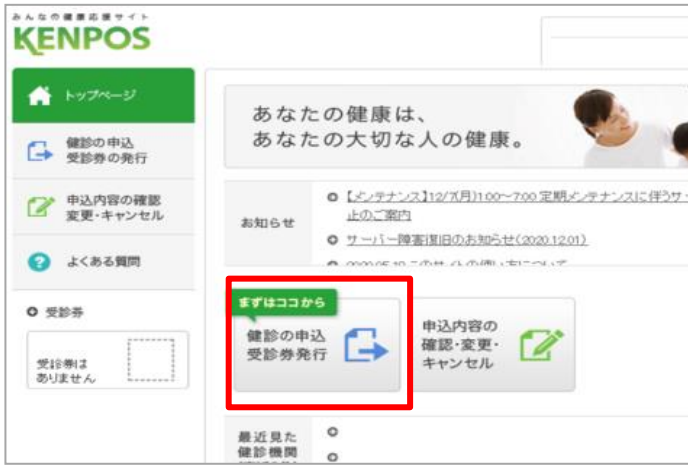 みんなの健康応援サイト
KENPOS
トップページ
健診の申込
受診券の発行
申込内容の確認
変更・キャンセル
よくある質問
受診券
受診券は
ありません
あなたの健康は、
あなたの大切な人の健康。
お知らせ
【メンテナンス】12/7(月)1:00〜7:00 定期メンテナンスに伴うサー
止のご案内
サーバー障害復旧のお知らせ(2020.12.01)
まずはココから
健診の申込
受診券発行
申込内容の
確認・変更・
キャンセル
最近見た
健診機関